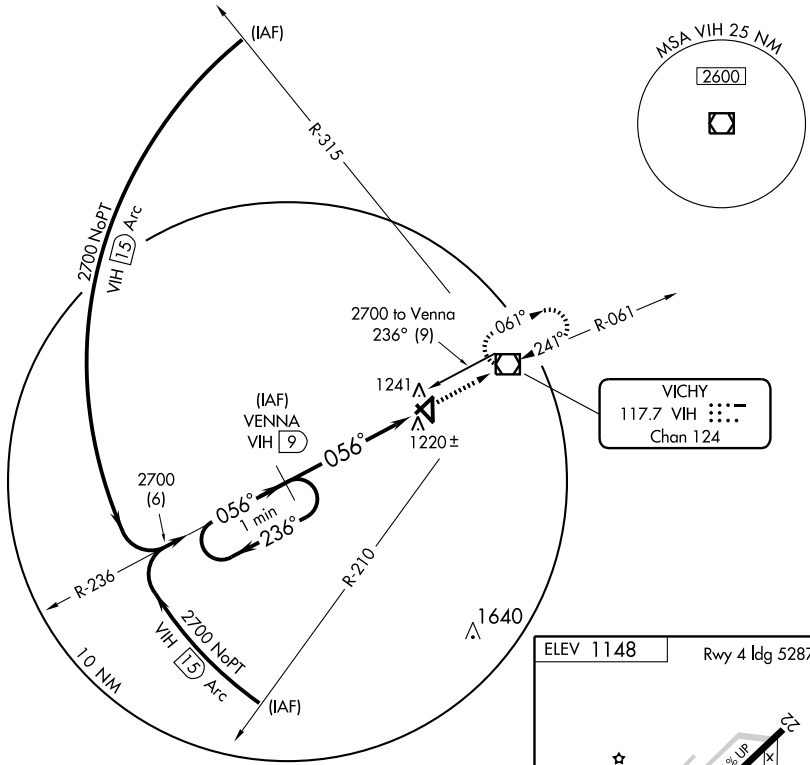 (IAF)
MSA VIH 25 NM
2600
R-315
2700 NoPT
VIH 15 Arc
2700 to Venna
236° (9)
061°
241°
R-061
1241
1220 ±
VICHY
117.7 VIH
Chan 124
(IAF)
VENNA
VIH 9
056°
2700
(6)
056°
1 min
236°
R-236
R-210
2700 NoPT
VIH 15 Arc
(IAF)
10 NM
1640
ELEV 1148
Rwy 4 ldg 5287
22
% UP
X